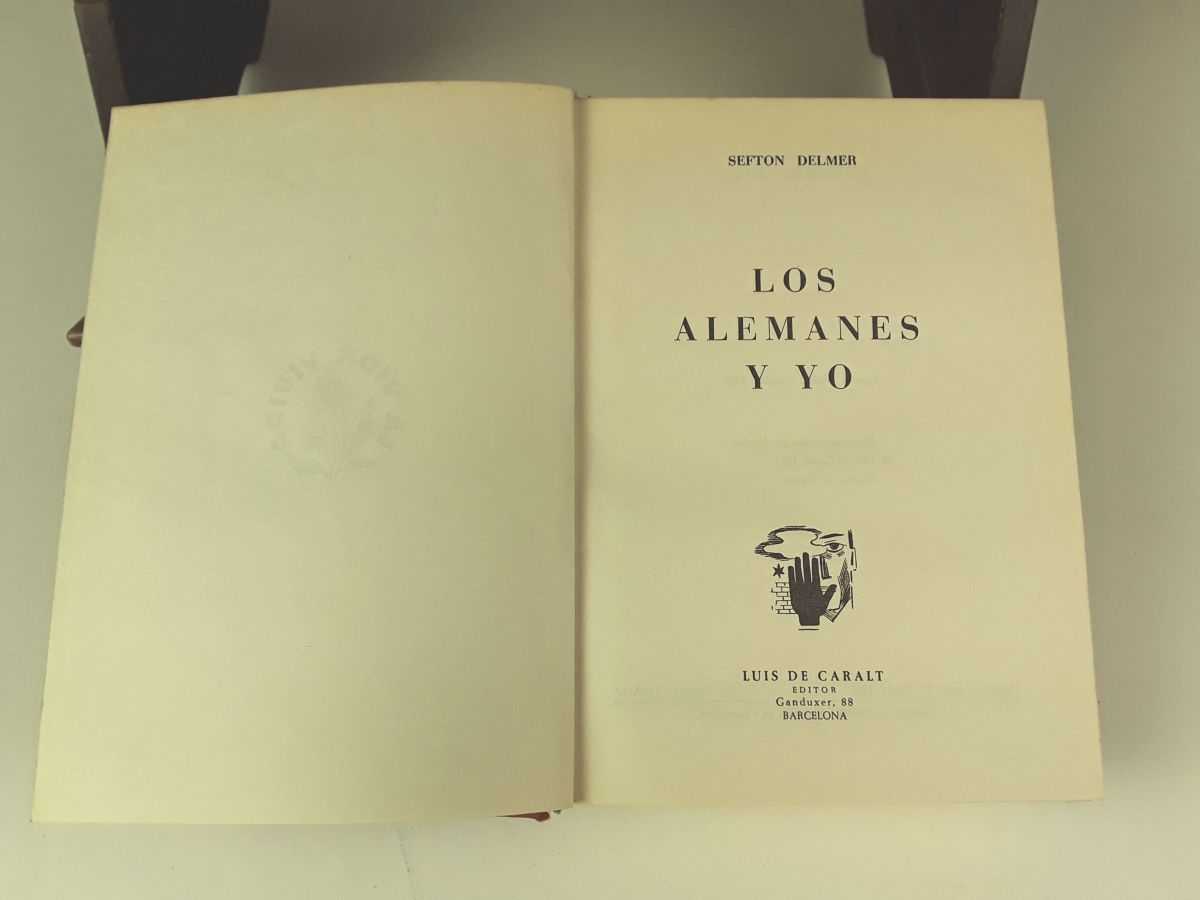 SEFTON DELMER
LOS
ALEMANES
Y YO
LUIS DE CARALT
EDITOR
Ganduxer, 88
BARCELONA